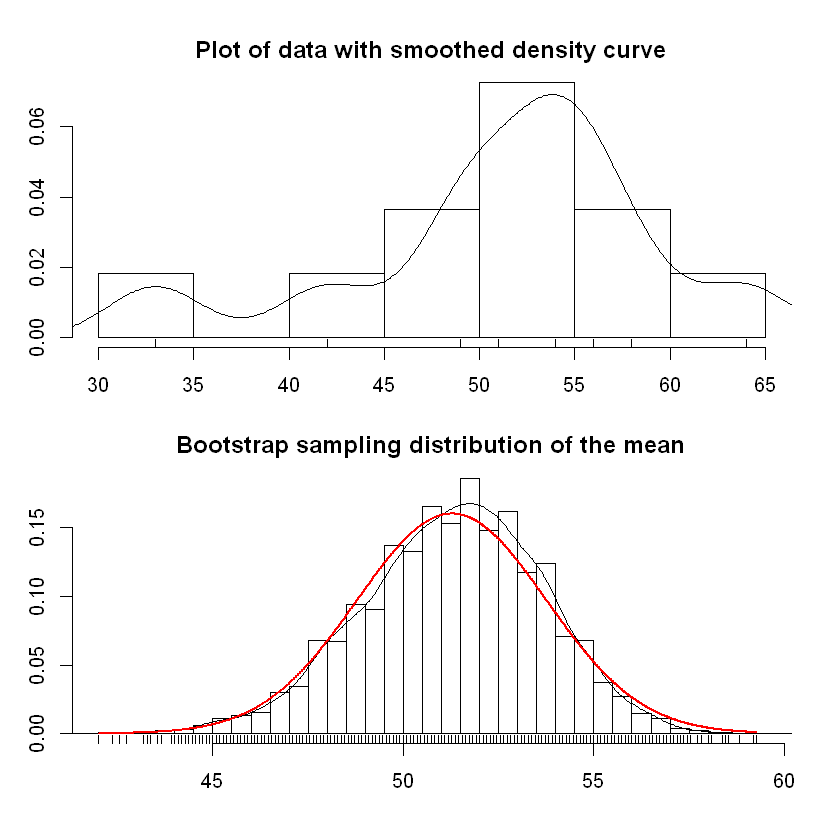 Plot of data with smoothed density curve
0.06
0.04
0.02
0.00
30 35 40 45 50 55 60 65
Bootstrap sampling distribution of the mean
0.15
0.10
0.05
0.00
45 50 55 60